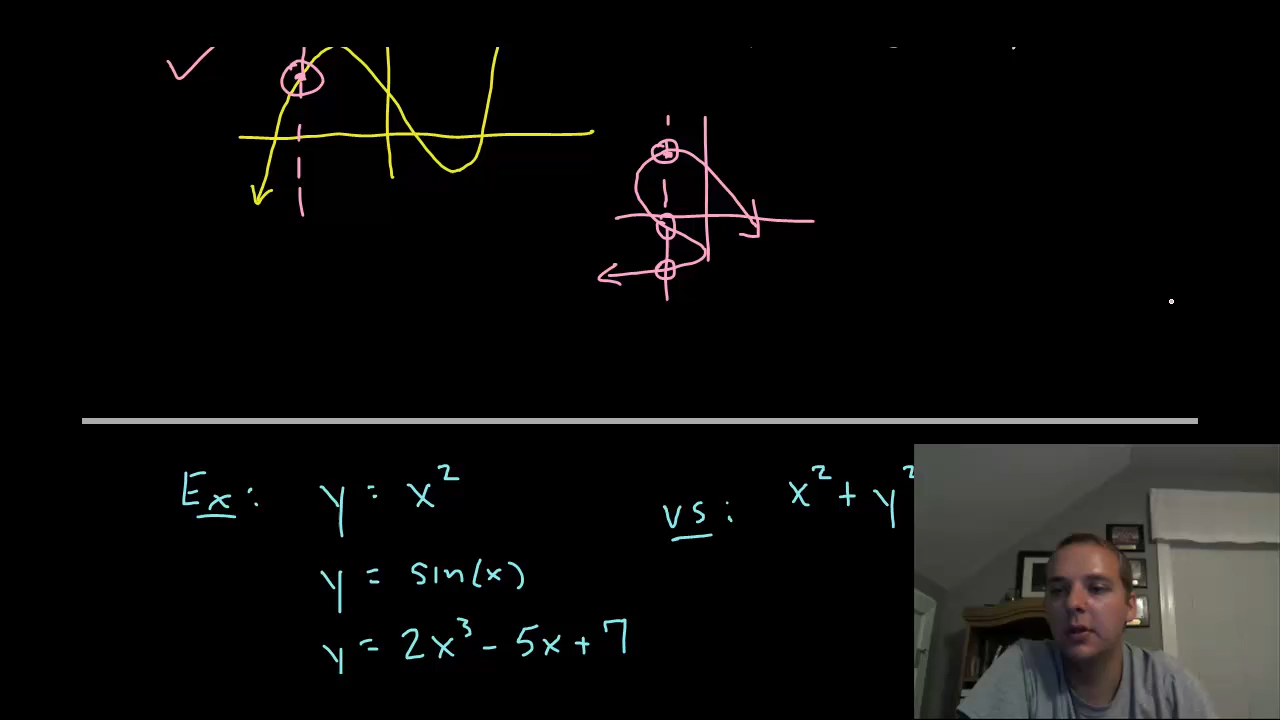 Ex: y = x²
vs: x² + y²
y = sin(x)
y = 2x³ - 5x + 7